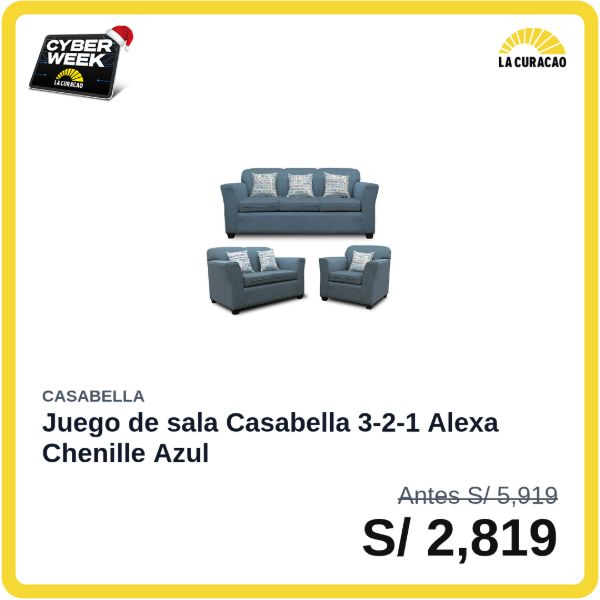 CYBER
WEEK
LA CURACAO
LA CURACAO
CASABELLA
Juego de sala Casabella 3-2-1 Alexa
Chenille Azul
Antes S/ 5,919
S/ 2,819